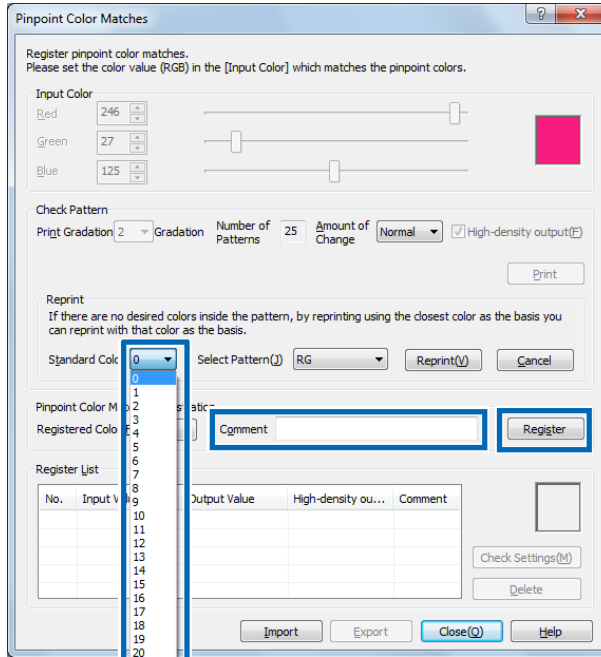 Pinpoint Color Matches
Register pinpoint color matches.
Please set the color value (RGB) in the [Input Color] which matches the pinpoint colors.
Input Color
Red 246
Green 27
Blue 125
Check Pattern
Print Gradation 2 Gradation Number of Patterns 25 Amount of Change Normal High-density output(F)
Print
Reprint
If there are no desired colors inside the pattern, by reprinting using the closest color as the basis you
can reprint with that color as the basis.
Standard Colo 0 Select Pattern(J) RG Reprint(V) Cancel
0
1
2
3
4
5
6
7
8
9
10
11
12
13
14
15
16
17
18
19
20
Pinpoint Color M
Registered Colo Comment Register
Register List
No. Input V Output Value High-density ou... Comment
Check Settings(M)
Delete
Import Export Close(Q) Help